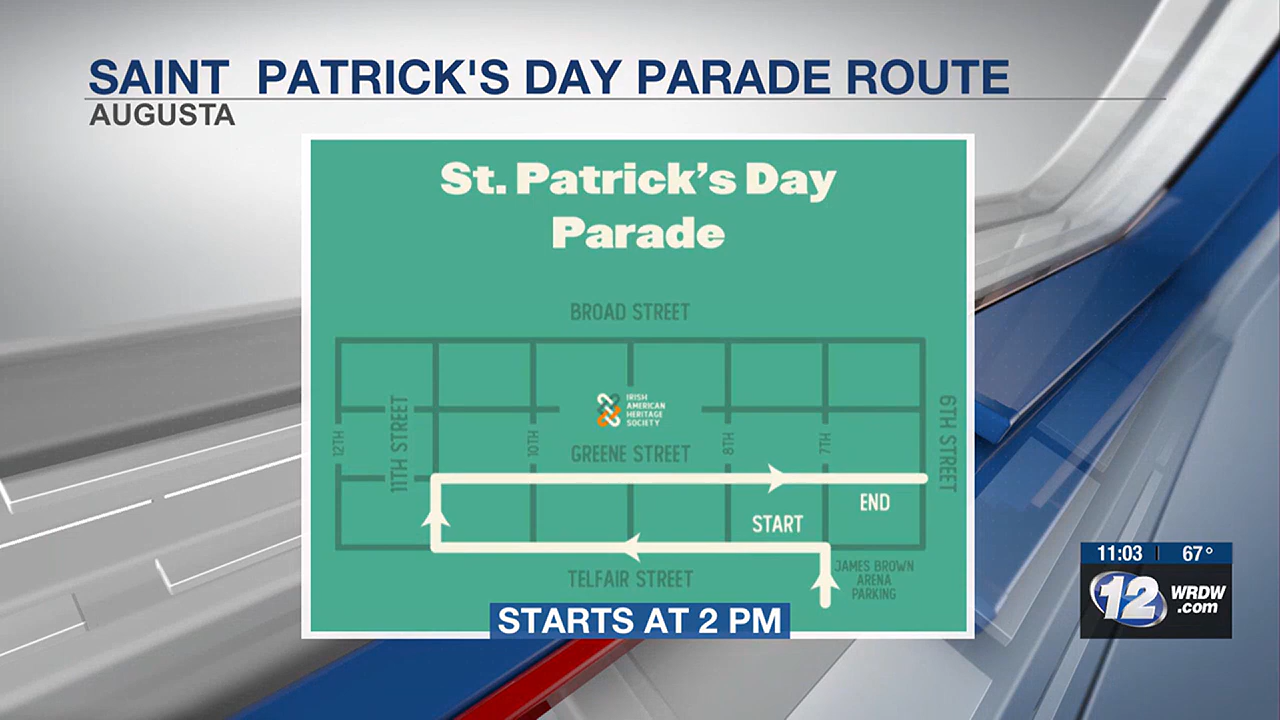 SAINT PATRICK'S DAY PARADE ROUTE
AUGUSTA
St. Patrick's Day
Parade
BROAD STREET
IRISH
AMERICAN
HERITAGE
SOCIETY
12TH
11TH STREET
10TH
GREENE STREET
8TH
7TH
6TH STREET
END
START
TELFAIR STREET
JAMES BROWN
ARENA
PARKING
STARTS AT 2 PM
11:03 67°
12 WRDW
.com